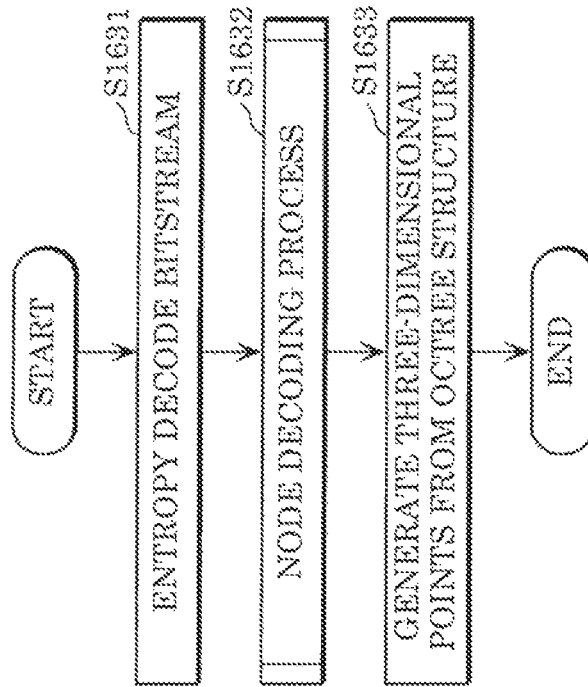 START
S1631
ENTROPY DECODE BITSTREAM
S1632
NODE DECODING PROCESS
S1633
GENERATE THREE-DIMENSIONAL
POINTS FROM OCTREE STRUCTURE
END